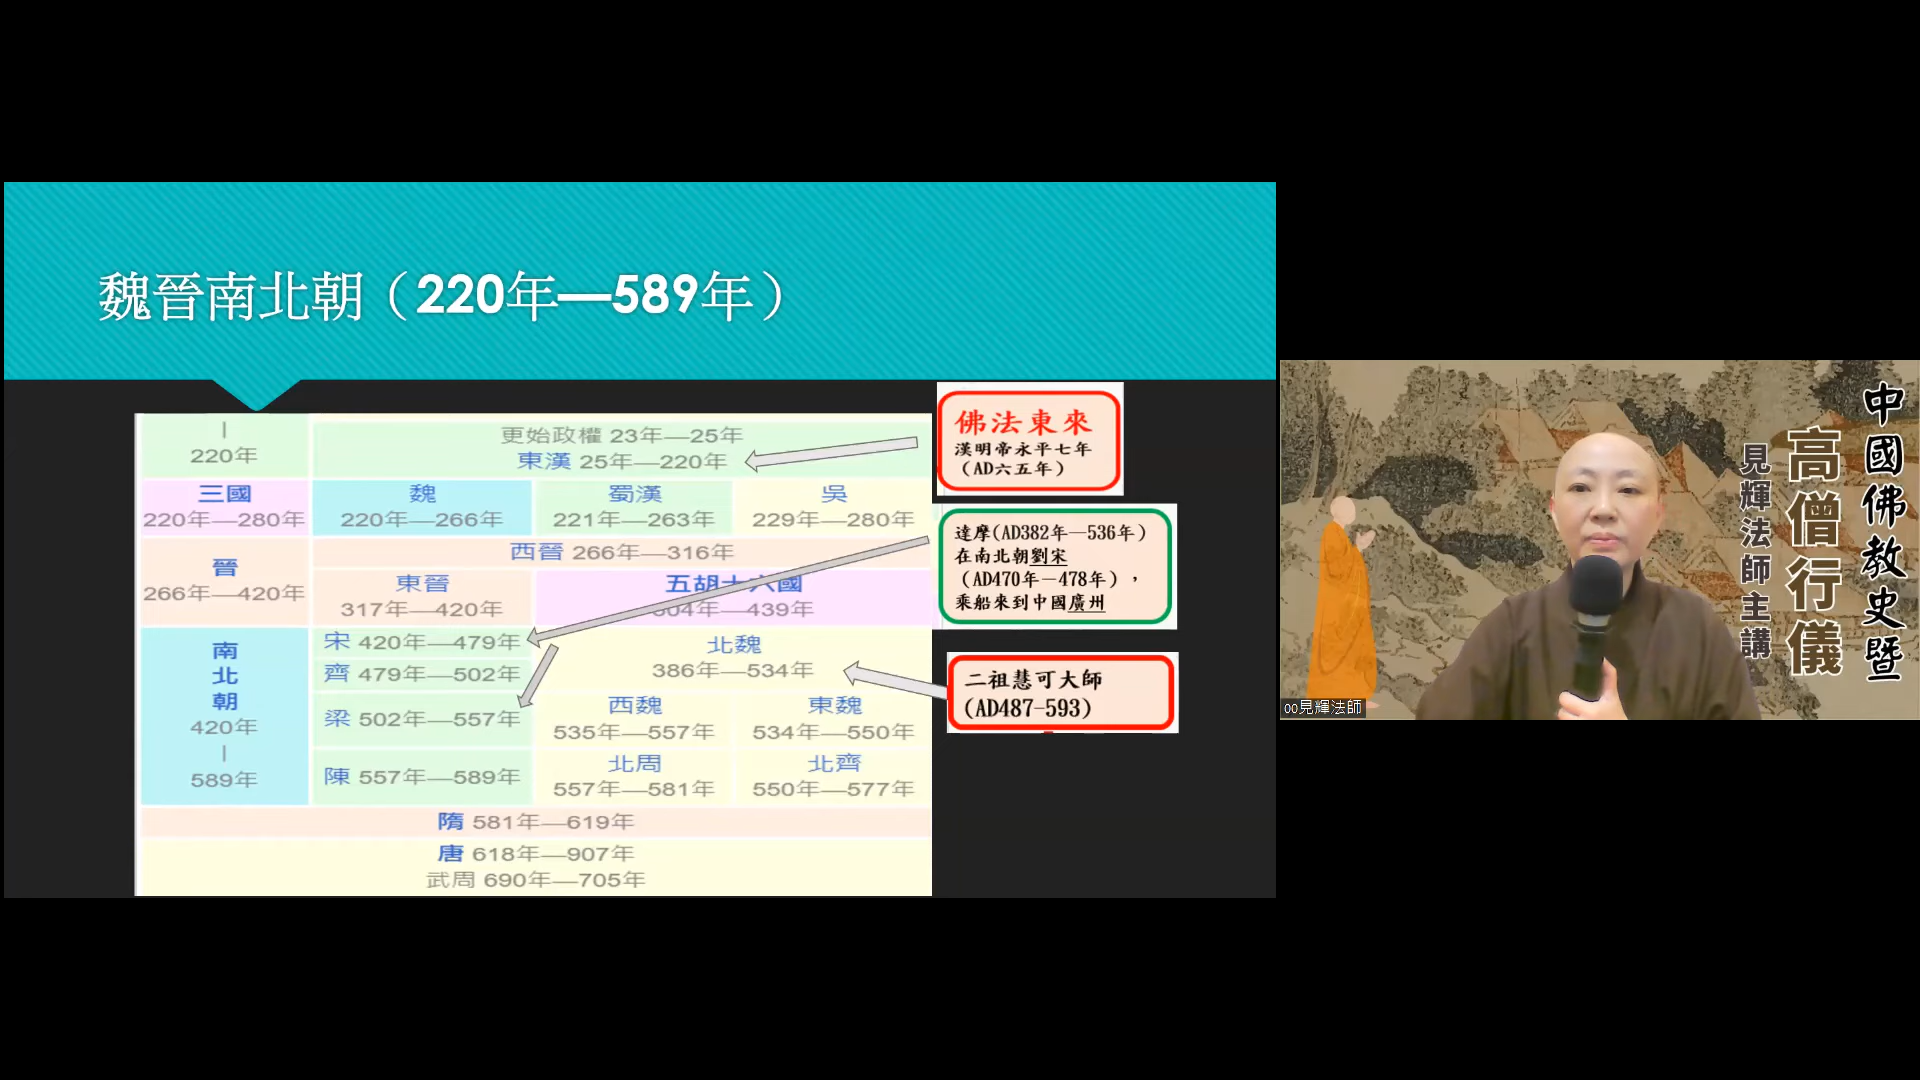 魏晉南北朝（220年—589年）
|
220年
更始政權 23年—25年
東漢 25年—220年
三國
220年—280年
魏
220年—266年
蜀漢
221年—263年
吳
229年—280年
晉
266年—420年
西晉 266年—316年
東晉
317年—420年
五胡十六國
304年—439年
南
北
朝
420年
|
589年
宋 420年—479年
齊 479年—502年
梁 502年—557年
陳 557年—589年
北魏
386年—534年
西魏
535年—557年
東魏
534年—550年
北周
557年—581年
北齊
550年—577年
隋 581年—619年
唐 618年—907年
武周 690年—705年
佛法東來
漢明帝永平七年
（AD六五年）
達摩(AD382年—536年)
在南北朝劉宋
（AD470年－478年），
乘船來到中國廣州
二祖慧可大師
(AD487-593)
中國佛教史暨
高僧行儀
見輝法師主講
oo見輝法師